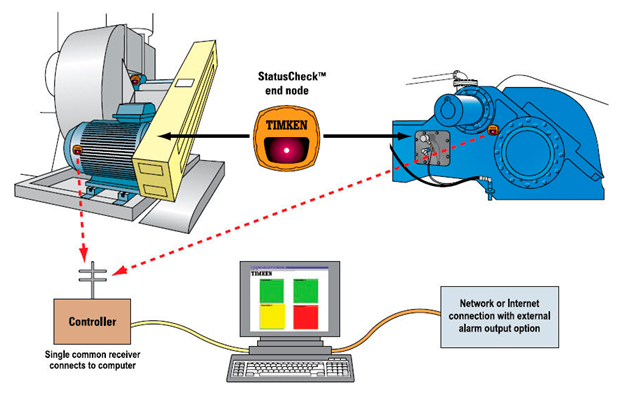 StatusCheck™
end node
TIMKEN
TIMKEN
Controller
Single common receiver
connects to computer
Network or Internet
connection with external
alarm output option